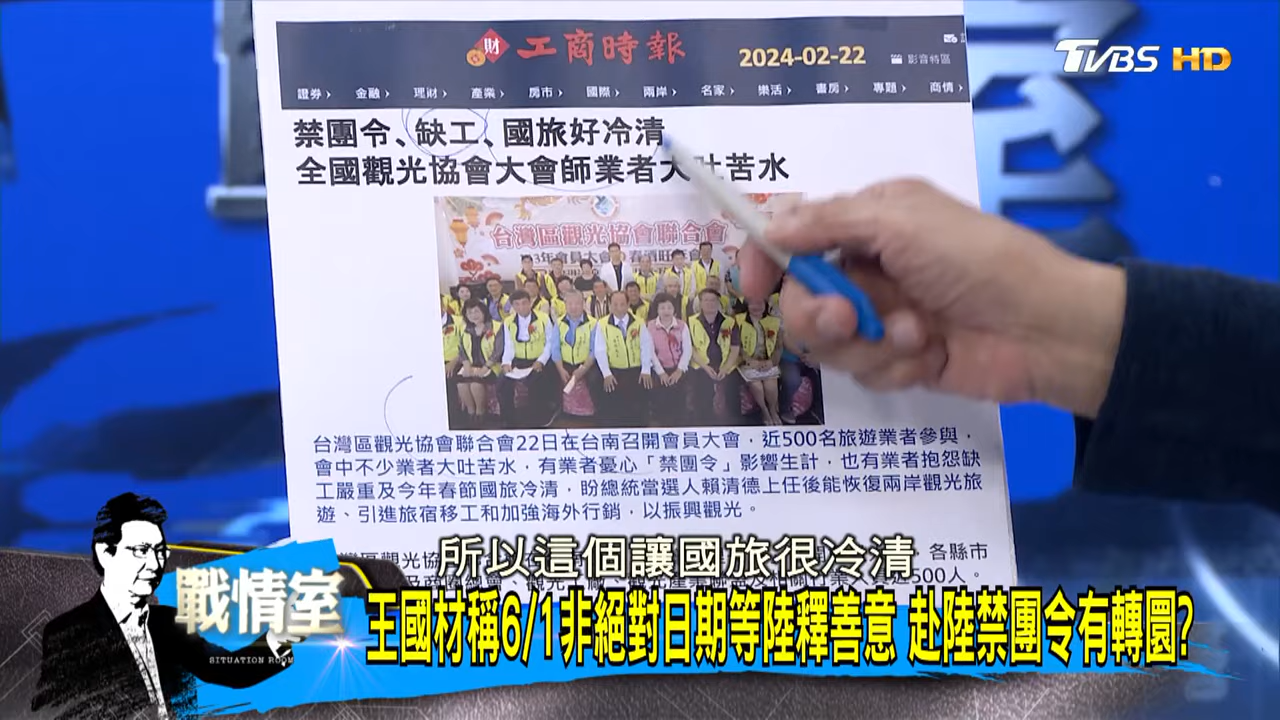 財 工商時報
2024-02-22
影音特區
TVBS HD
證券 金融 理財 產業 房市 國際 兩岸 名家 樂活 書房 專題 商情
禁團令、缺工、國旅好冷清
全國觀光協會大會師業者大吐苦水
台灣區觀光協會聯合會
台灣區觀光協會聯合會22日在台南召開會員大會，近500名旅遊業者參與，
會中不少業者大吐苦水，有業者憂心「禁團令」影響生計，也有業者抱怨缺
工嚴重及今年春節國旅冷清，盼總統當選人賴清德上任後能恢復兩岸觀光旅
遊、引進旅宿移工和加強海外行銷，以振興觀光。
各縣市
500人。
所以這個讓國旅很冷清
戰情室
SITUATION ROOM
王國材稱6/1非絕對日期等陸釋善意 赴陸禁團令有轉圜?